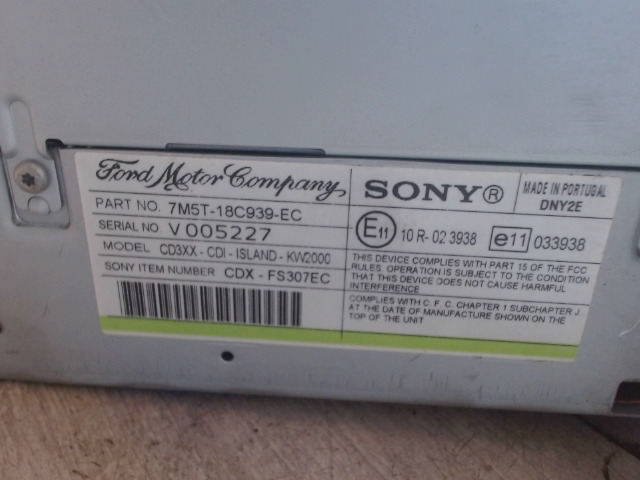 Ford Motor Company
PART NO. 7M5T-18C939-EC
SERIAL NO. V005227
MODEL CD3XX - CDI - ISLAND - KW2000
SONY ITEM NUMBER CDX - FS307EC
SONY®
MADE IN PORTUGAL
DNY2E
E11 10 R- 02 3938 e11 033938
THIS DEVICE COMPLIES WITH PART 15 OF THE FCC
RULES. OPERATION IS SUBJECT TO THE CONDITION
THAT THIS DEVICE DOES NOT CAUSE HARMFUL
INTERFERENCE
COMPLIES WITH C. F. C. CHAPTER 1 SUBCHAPTER J.
AT THE DATE OF MANUFACTURE SHOWN ON THE
TOP OF THE UNIT